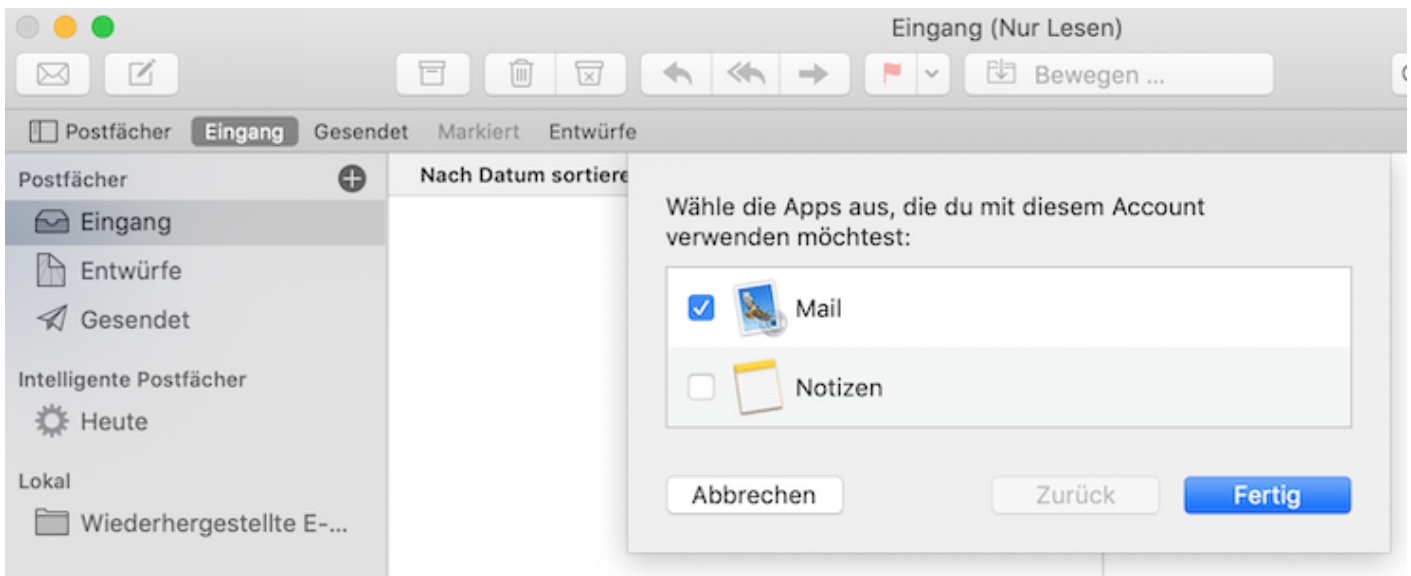 Eingang (Nur Lesen)
Bewegen ...
Postfächer Eingang Gesendet Markiert Entwürfe
Postfächer
Eingang
Entwürfe
Gesendet
Intelligente Postfächer
Heute
Lokal
Wiederhergestellte E-...
Nach Datum sortiere
Wähle die Apps aus, die du mit diesem Account
verwenden möchtest:
Mail
Notizen
Abbrechen Zurück Fertig